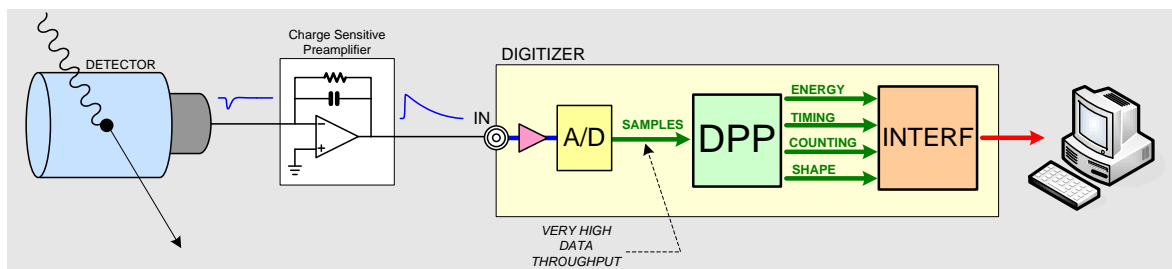 DETECTOR
Charge Sensitive
Preamplifier
−
+
DIGITIZER
IN
A/D
SAMPLES
DPP
ENERGY
TIMING
COUNTING
SHAPE
INTERF
VERY HIGH
DATA
THROUGHPUT